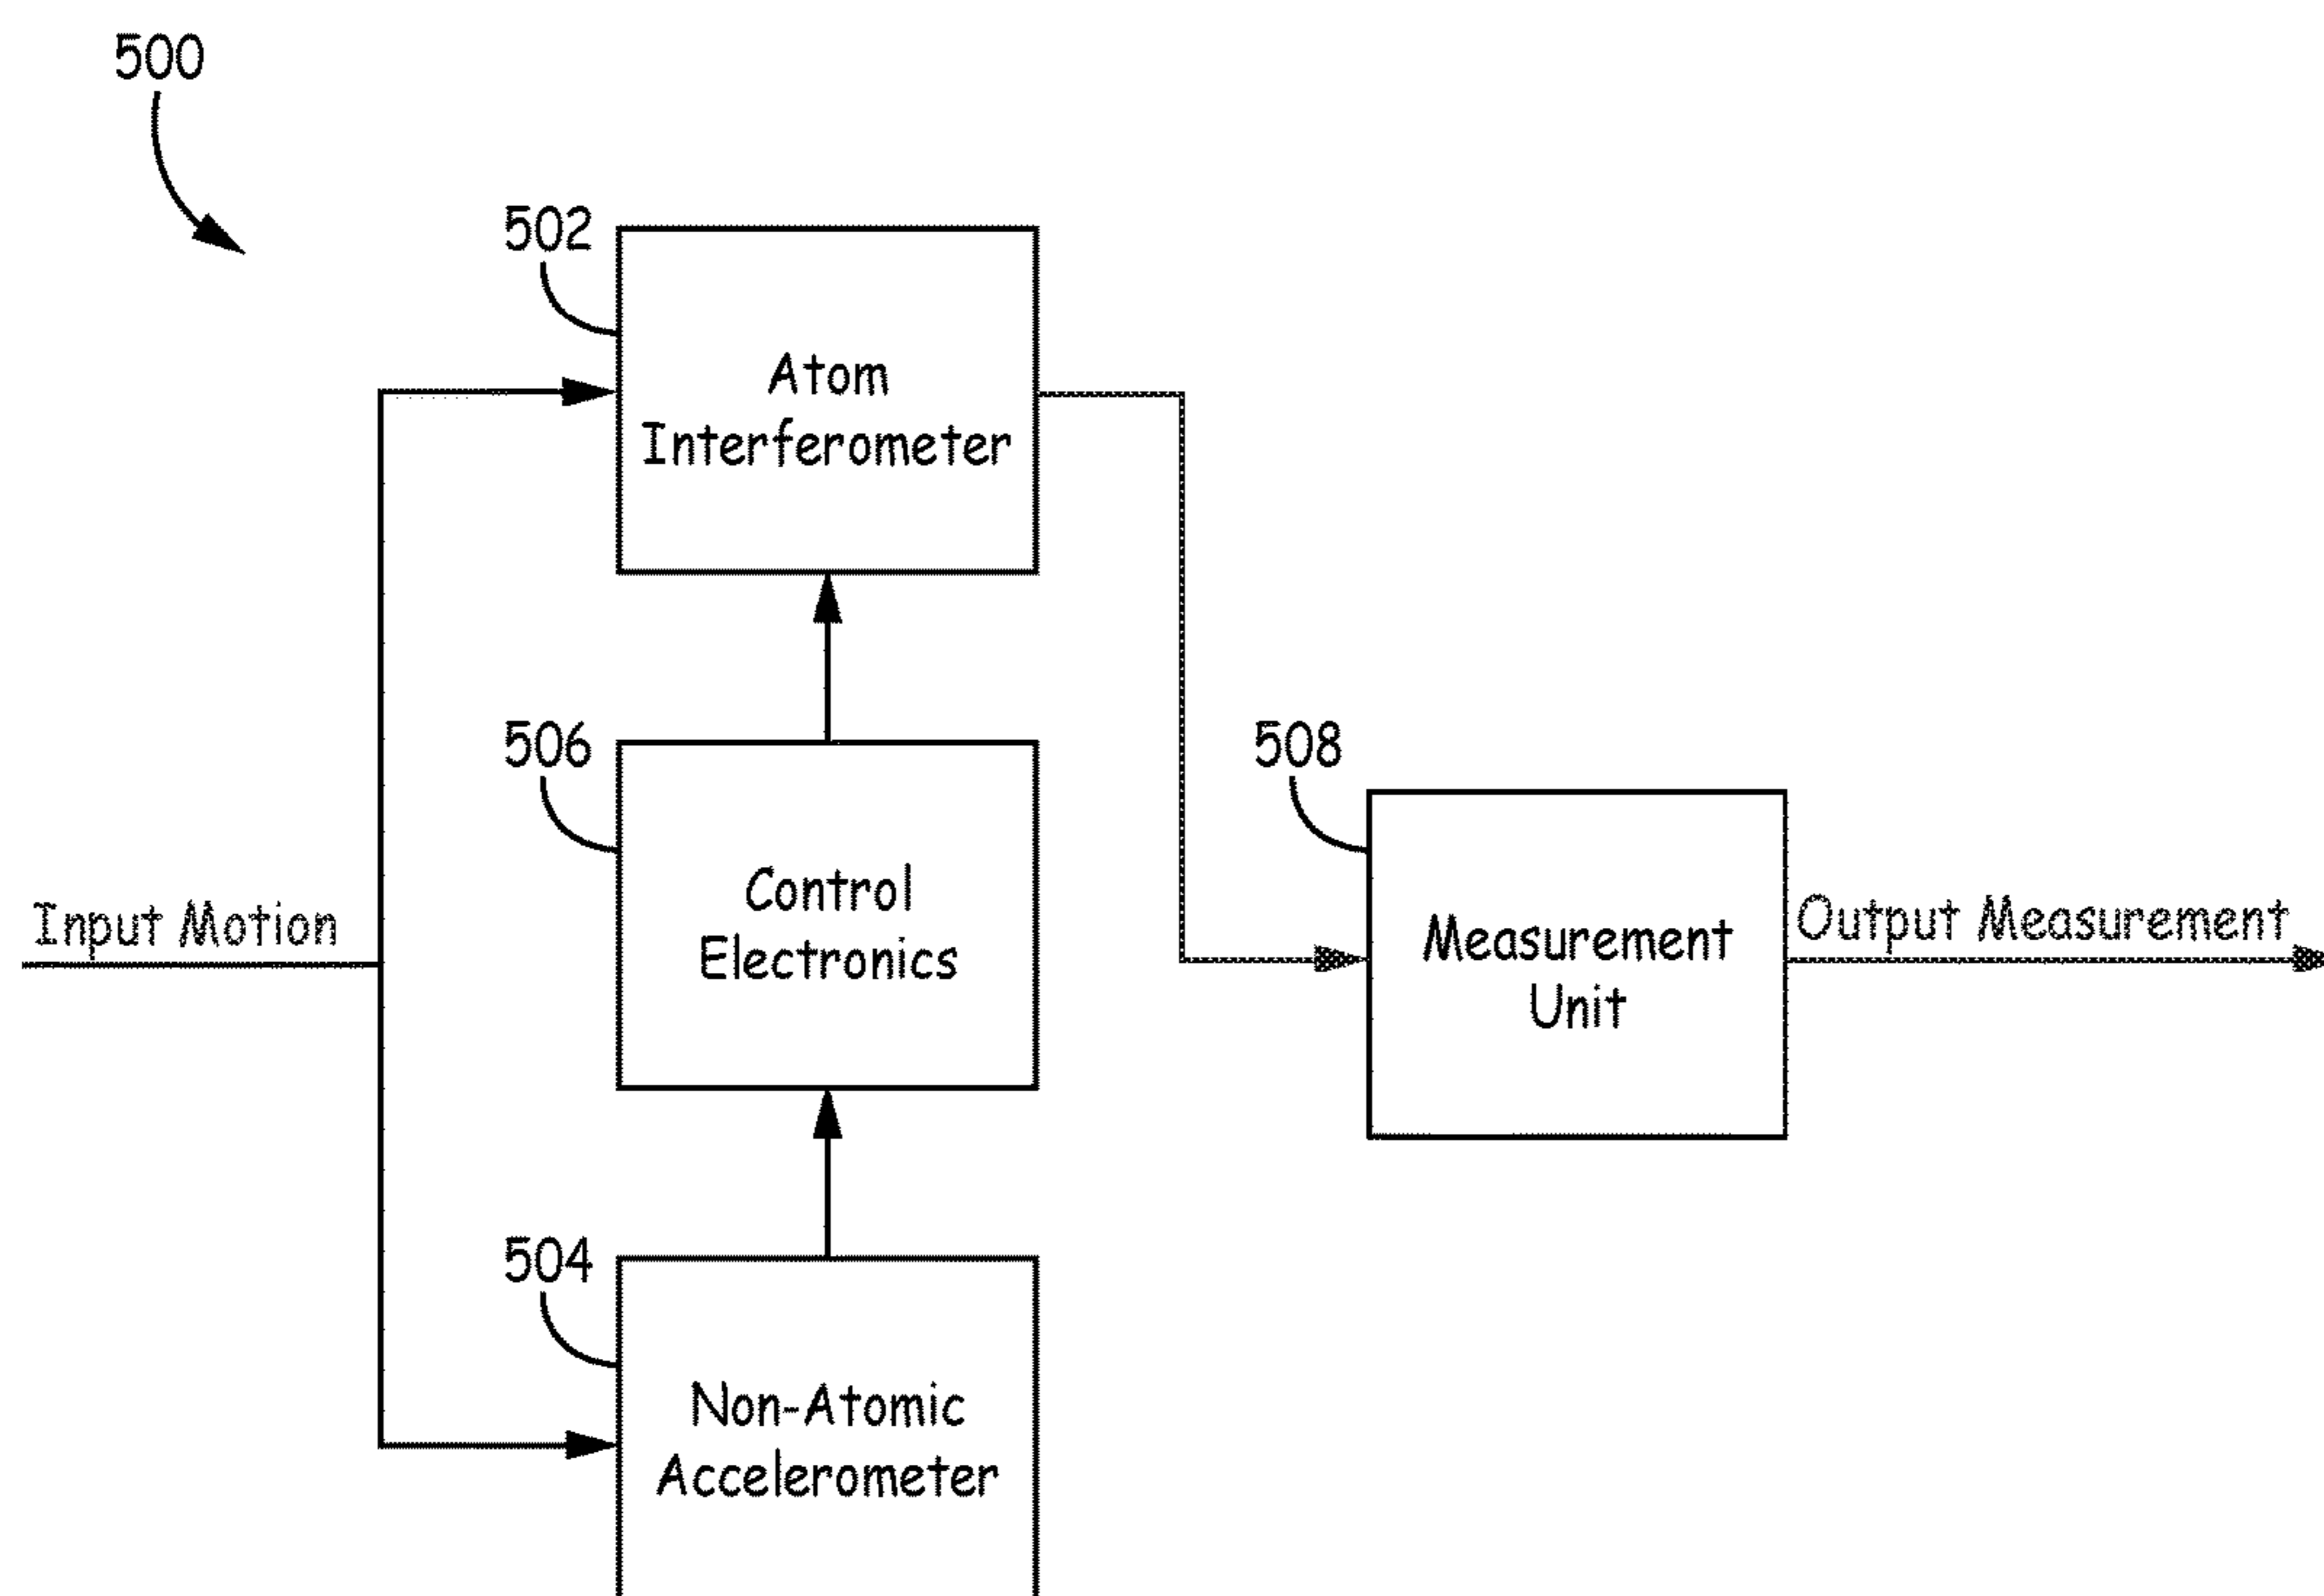 500
502
Atom
Interferometer
506
508
Control
Electronics
Input Motion
Measurement
Unit
Output Measurement
504
Non-Atomic
Accelerometer